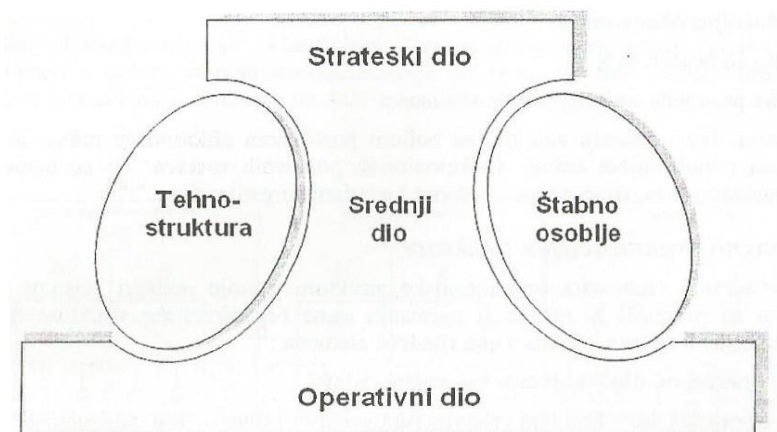 Strateški dio
Tehno-
struktura
Srednji
dio
Štabno
osoblje
Operativni dio